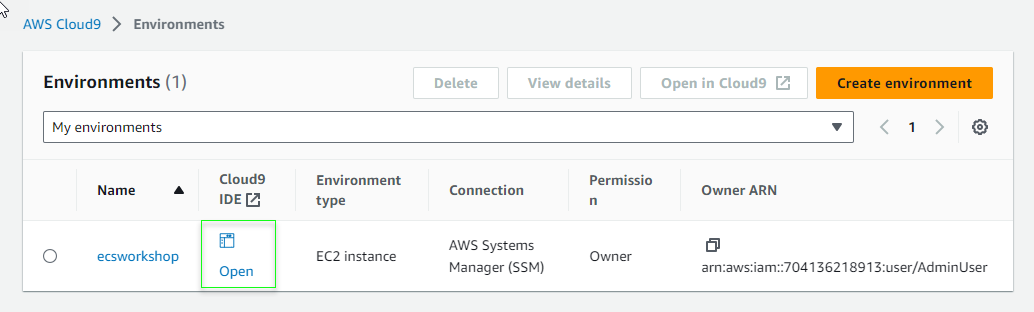 AWS Cloud9 > Environments
Environments (1)
Delete
View details
Open in Cloud9
Create environment
My environments
1
Name
Cloud9
IDE
Environment
type
Connection
Permissio
n
Owner ARN
ecsworkshop
Open
EC2 instance
AWS Systems
Manager (SSM)
Owner
arn:aws:iam::704136218913:user/AdminUser